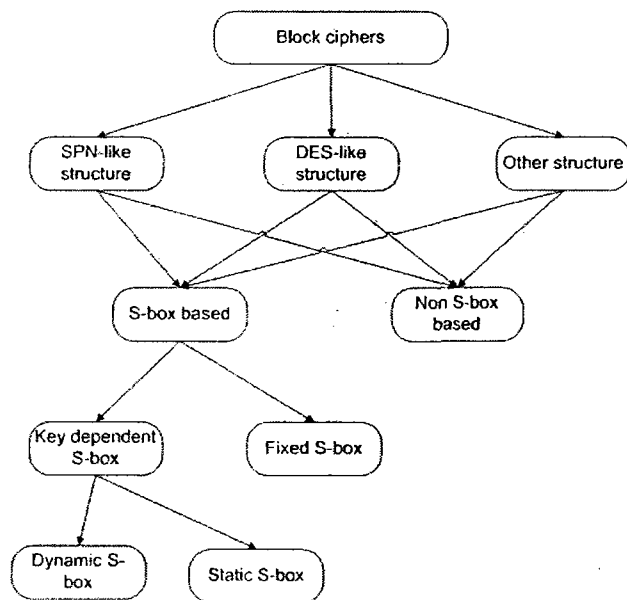 Block ciphers
SPN-like
structure
DES-like
structure
Other structure
S-box based
Non S-box
based
Key dependent
S-box
Fixed S-box
Dynamic S-
box
Static S-box